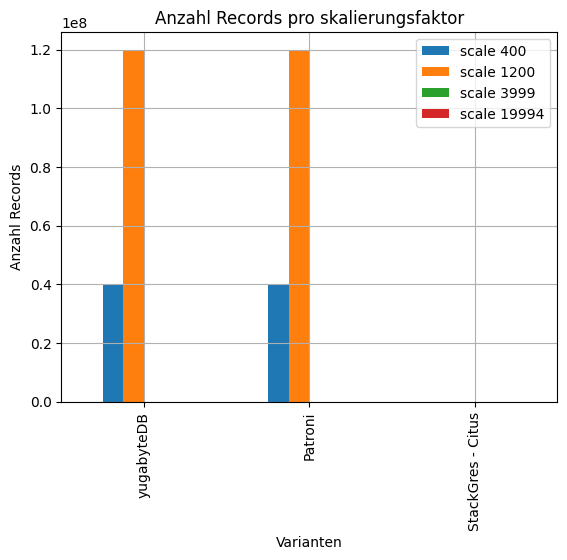 Anzahl Records pro skalierungsfaktor
1e8
scale 400
scale 1200
scale 3999
scale 19994
1.2
1.0
0.8
0.6
0.4
0.2
0.0
Anzahl Records
yugabyteDB
Patroni
StackGres - Citus
Varianten